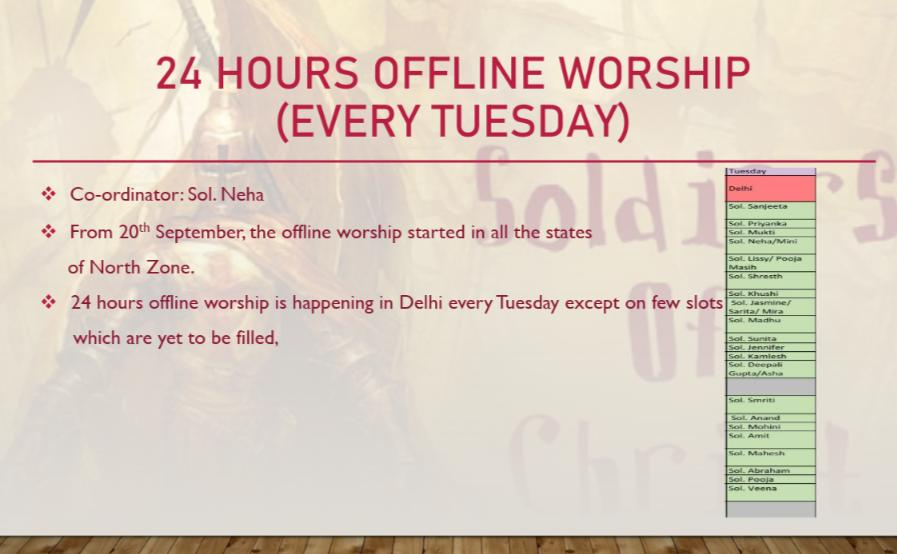 24 HOURS OFFLINE WORSHIP
(EVERY TUESDAY)
❖ Co-ordinator: Sol. Neha
❖ From 20th September, the offline worship started in all the states
of North Zone.
❖ 24 hours offline worship is happening in Delhi every Tuesday except on few slots
which are yet to be filled,
Tuesday
Delhi
Sol. Sanjeeta
Sol. Priyanka
Sol. Mukti
Sol. Neha/Mini
Sol. Lissy/ Pooja
Masih
Sol. Shresth
Sol. Khushi
Sol. Jasmine/
Sarita/ Mira
Sol. Madhu
Sol. Sunita
Sol. Jennifer
Sol. Kamlesh
Sol. Deepali
Gupta/Asha
Sol. Smriti
Sol. Anand
Sol. Mohini
Sol. Amit
Sol. Mahesh
Sol. Abraham
Sol. Pooja
Sol. Veena
Soldiers
Of
Christ